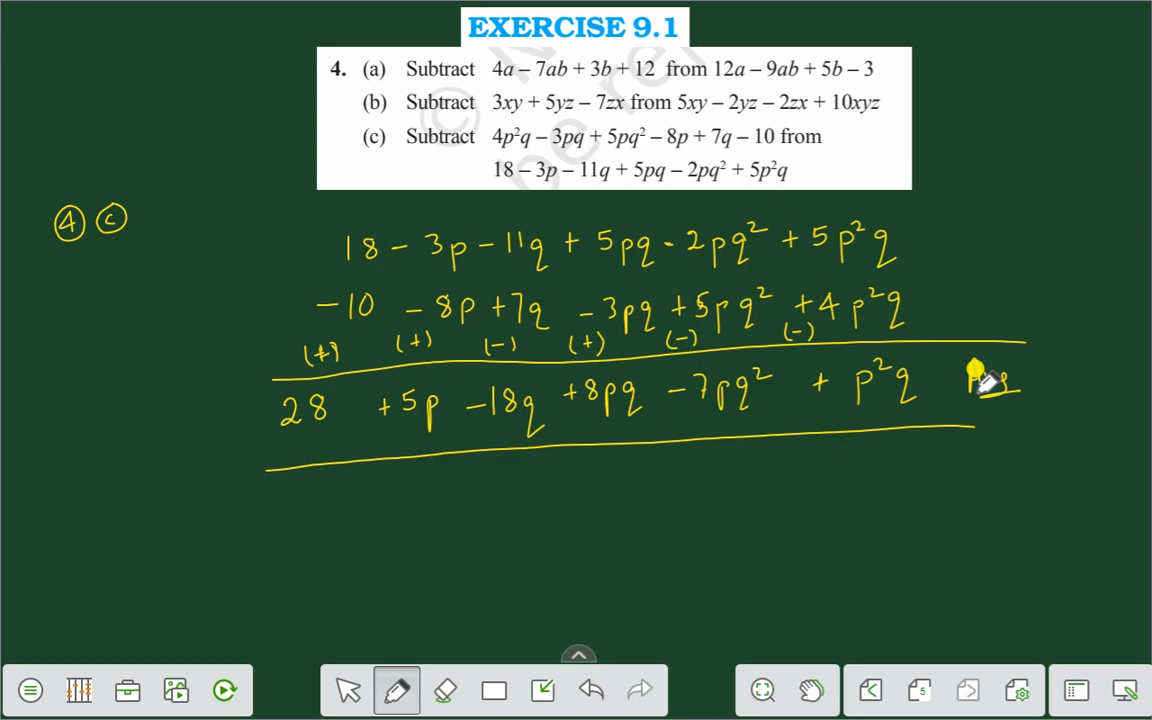 EXERCISE 9.1
4. (a) Subtract 4a – 7ab + 3b + 12 from 12a – 9ab + 5b – 3
(b) Subtract 3xy + 5yz – 7zx from 5xy – 2yz – 2zx + 10xyz
(c) Subtract 4p²q – 3pq + 5pq² – 8p + 7q – 10 from
18 – 3p – 11q + 5pq – 2pq² + 5p²q
④ ⓒ
18 - 3p - 11q + 5pq - 2pq² + 5p²q
-10 - 8p + 7q - 3pq + 5pq² + 4p²q
(+) (+) (-) (+) (-) (-)
28 + 5p - 18q + 8pq - 7pq² + p²q
5